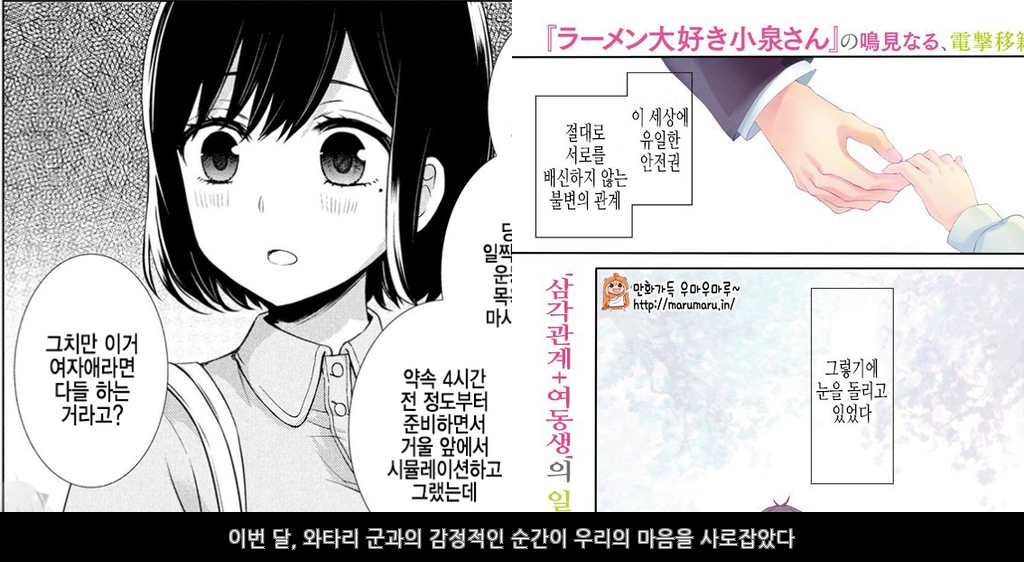 그치만 이거
여자애라면
다들 하는
거라고?
약속 4시간
전 정도부터
준비하면서
거울 앞에서
시뮬레이션하고
그랬는데
『ラーメン大好き小泉さん』の鳴見なる、電撃移籍
이 세상에
유일한
안전권
절대로
서로를
배신하지 않는
불변의 관계
삼각관계+여동생의 일
만화가득 우마우마루~
http://marumaru.in/
그렇기에
눈을 돌리고
있었다
이번 달, 와타리 군과의 감정적인 순간이 우리의 마음을 사로잡았다